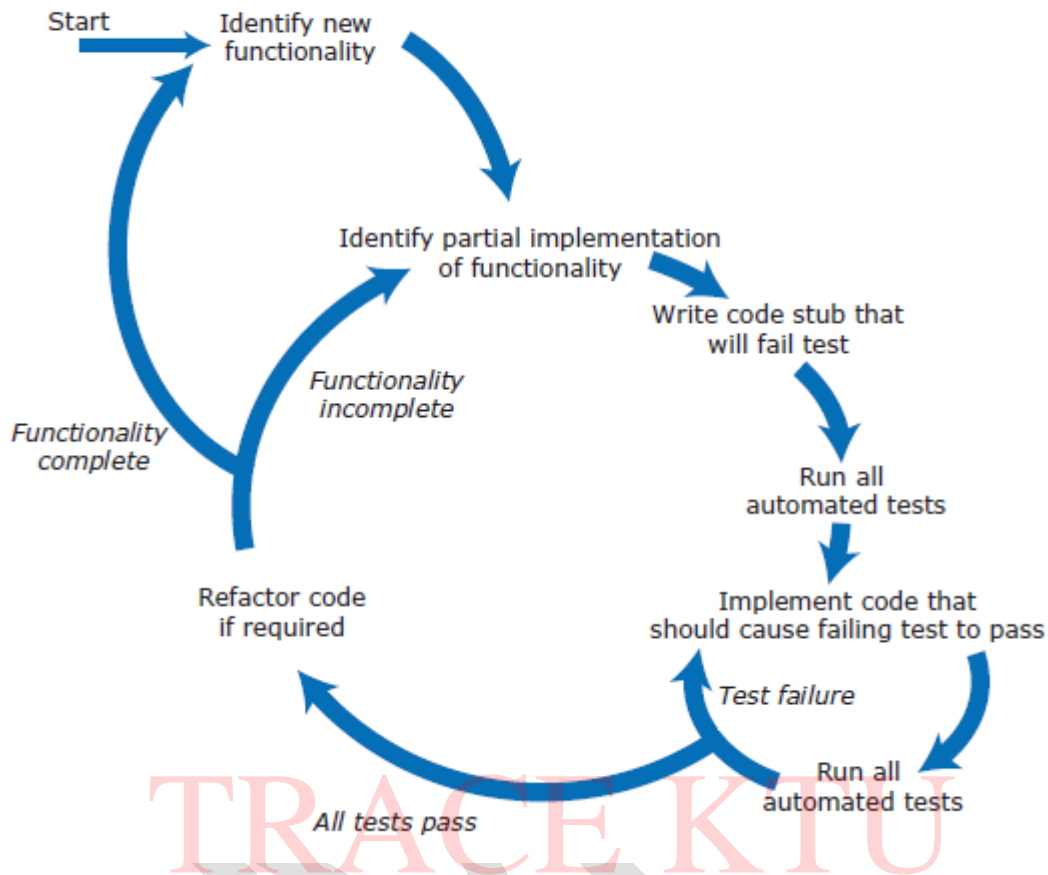 Start
Identify new
functionality
Identify partial implementation
of functionality
Write code stub that
will fail test
Run all
automated tests
Implement code that
should cause failing test to pass
Test failure
Run all
automated tests
All tests pass
Refactor code
if required
Functionality
incomplete
Functionality
complete
TRACE KTU